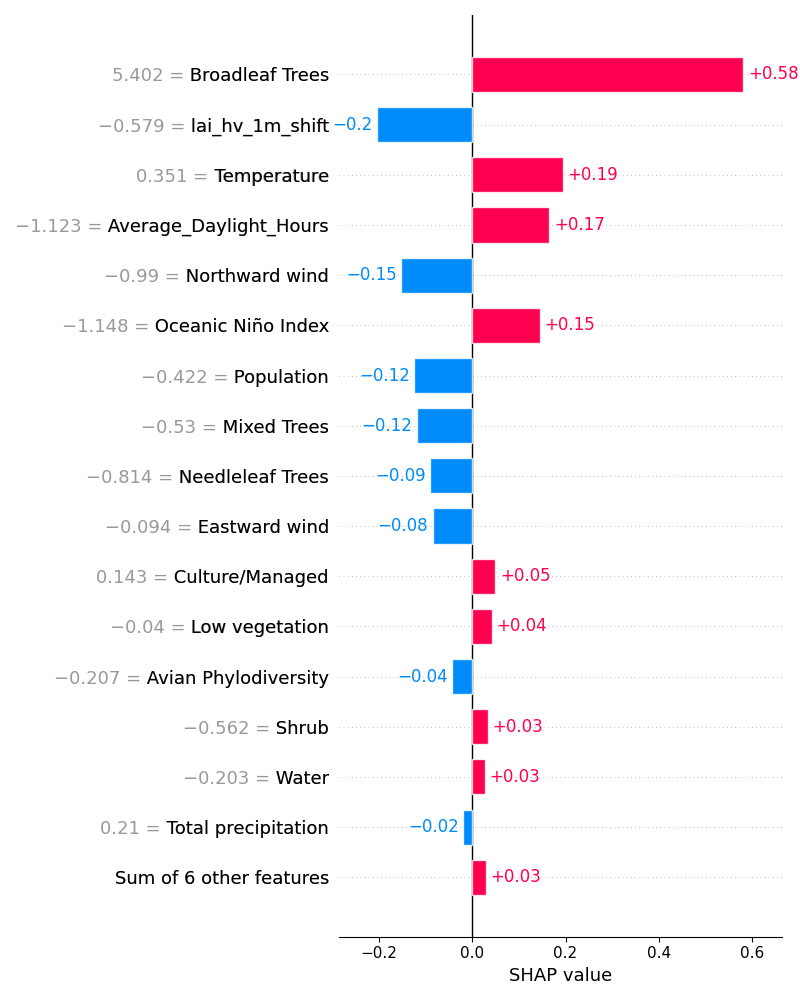 5.402 = Broadleaf Trees +0.58
−0.579 = lai_hv_1m_shift −0.2
0.351 = Temperature +0.19
−1.123 = Average_Daylight_Hours +0.17
−0.99 = Northward wind −0.15
−1.148 = Oceanic Niño Index +0.15
−0.422 = Population −0.12
−0.53 = Mixed Trees −0.12
−0.814 = Needleleaf Trees −0.09
−0.094 = Eastward wind −0.08
0.143 = Culture/Managed +0.05
−0.04 = Low vegetation +0.04
−0.207 = Avian Phylodiversity −0.04
−0.562 = Shrub +0.03
−0.203 = Water +0.03
0.21 = Total precipitation −0.02
Sum of 6 other features +0.03
−0.2 0.0 0.2 0.4 0.6
SHAP value